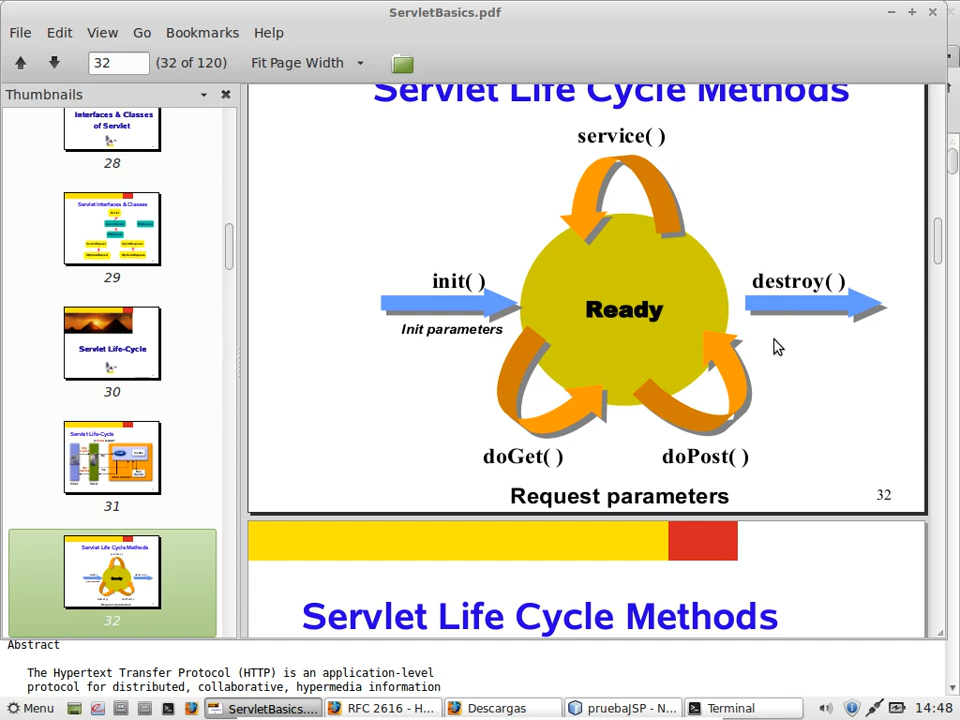 ServletBasics.pdf
File Edit View Go Bookmarks Help
32 (32 of 120) Fit Page Width
Thumbnails
Interfaces & Classes
of Servlet
28
Servlet Interfaces & Classes
29
Servlet Life-Cycle
30
Servlet Life-Cycle
31
Servlet Life Cycle Methods
Ready
32
Servlet Life Cycle Methods
service( )
init( )
destroy( )
Ready
Init parameters
doGet( )
doPost( )
Request parameters
32
Servlet Life Cycle Methods
Abstract
The Hypertext Transfer Protocol (HTTP) is an application-level
protocol for distributed, collaborative, hypermedia information
Menu ServletBasics.... RFC 2616 - H... Descargas pruebaJSP - N... Terminal 14:48